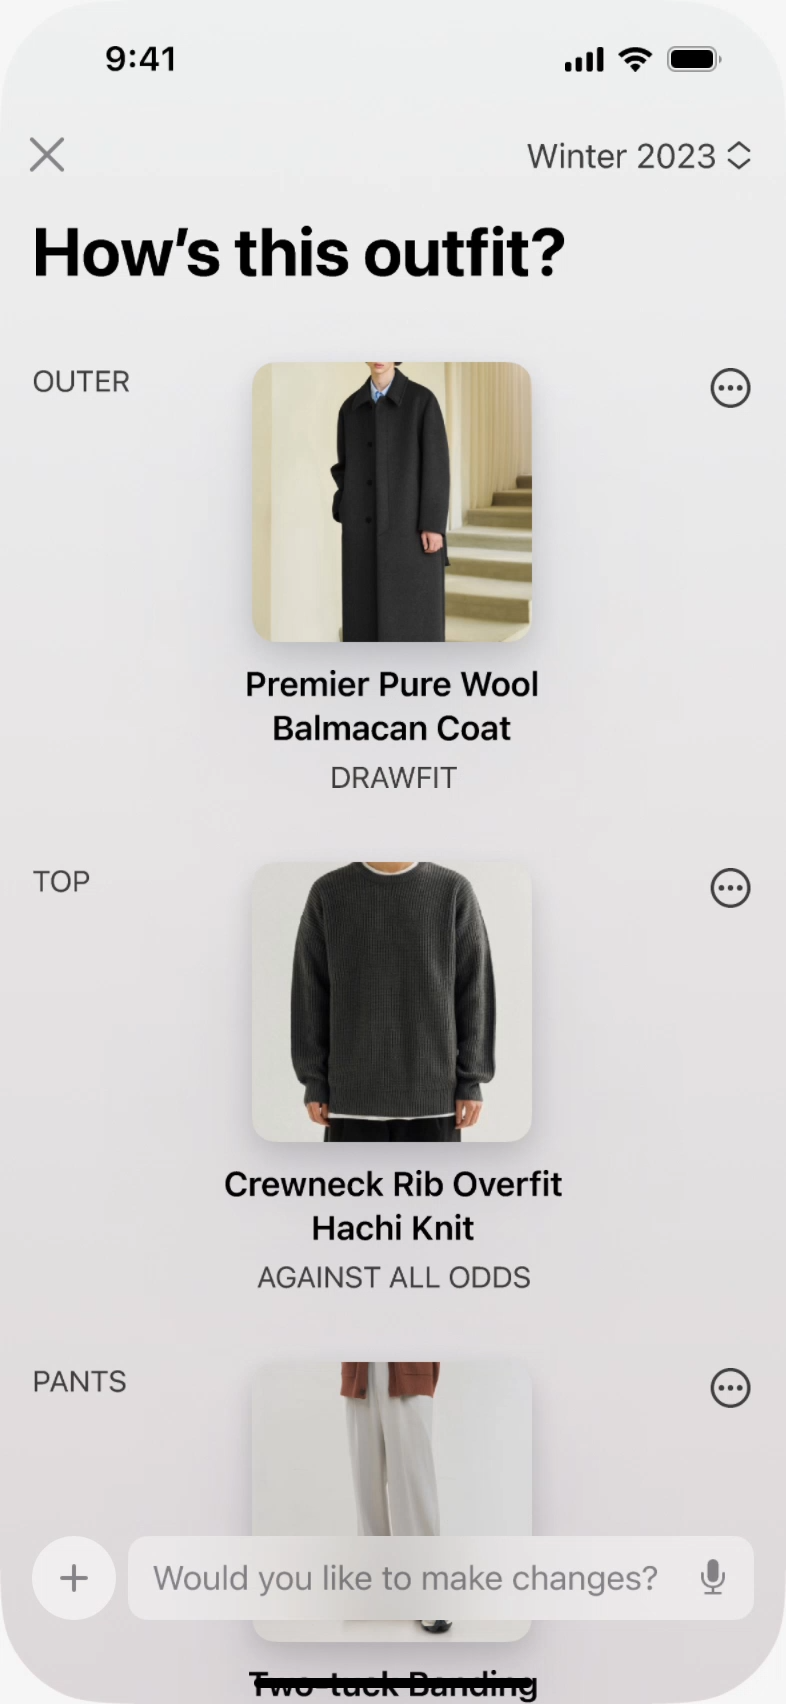 9:41
Winter 2023
How’s this outfit?
OUTER
Premier Pure Wool
Balmacan Coat
DRAWFIT
TOP
Crewneck Rib Overfit
Hachi Knit
AGAINST ALL ODDS
PANTS
Would you like to make changes?
Two-tuck Banding